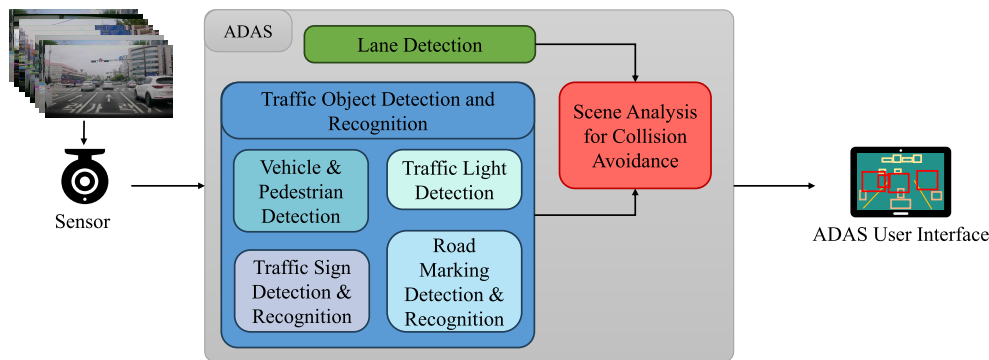 ADAS
Lane Detection
Traffic Object Detection and
Recognition
Vehicle &
Pedestrian
Detection
Traffic Light
Detection
Traffic Sign
Detection &
Recognition
Road
Marking
Detection &
Recognition
Scene Analysis
for Collision
Avoidance
Sensor
ADAS User Interface